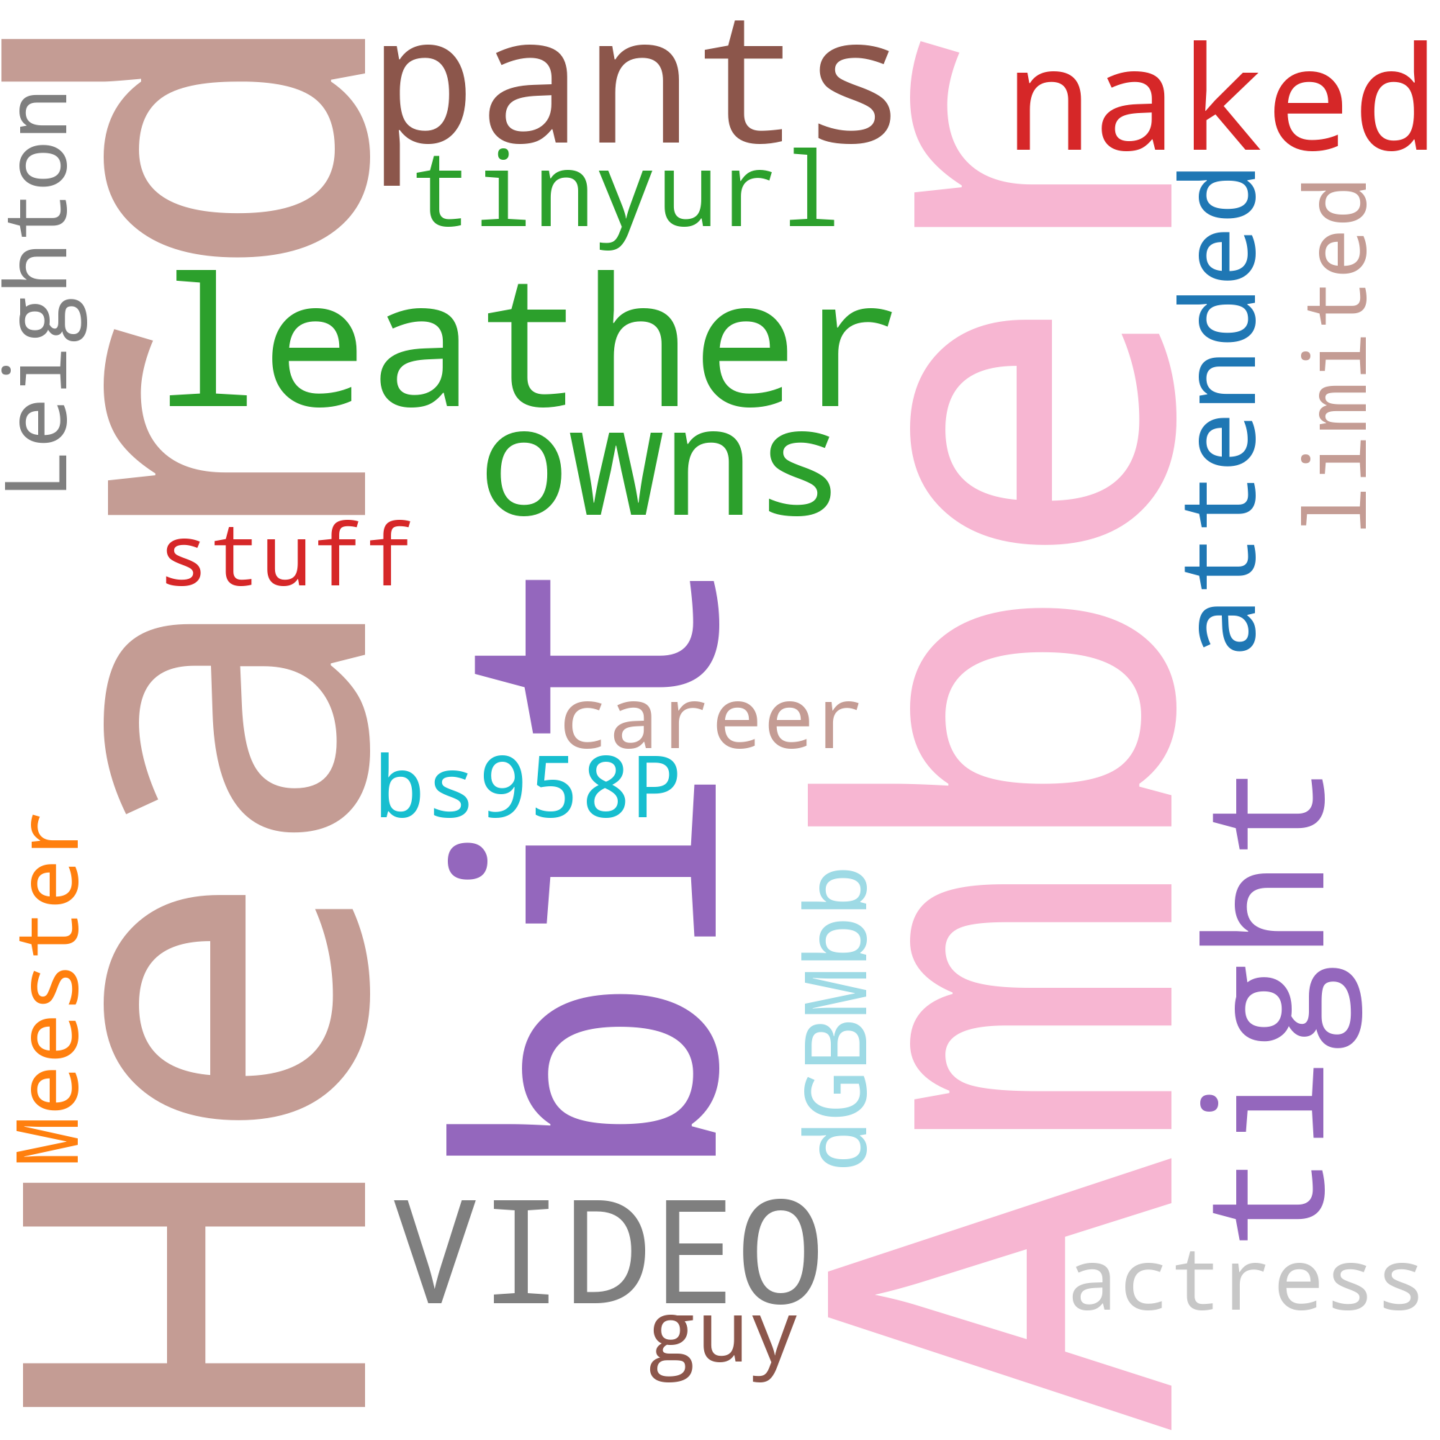 Heard
Amber
bit
pants
naked
tinyurl
leather
owns
Leighton
attended
limited
stuff
career
bs958P
Meester
dGBMbb
tight
VIDEO
actress
guy